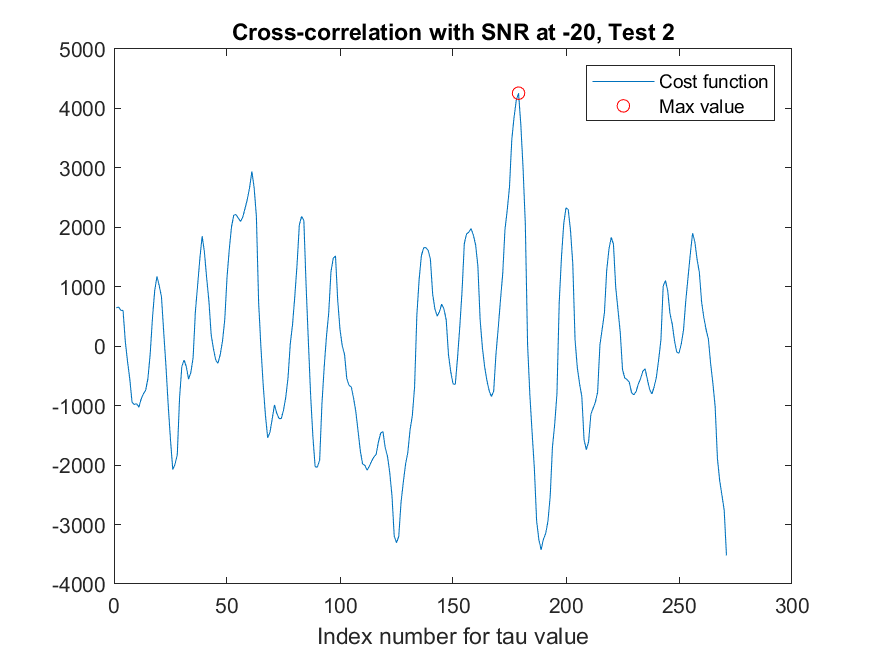 Cross-correlation with SNR at -20, Test 2
5000
4000
3000
2000
1000
0
-1000
-2000
-3000
-4000
Cost function
Max value
0 50 100 150 200 250 300
Index number for tau value